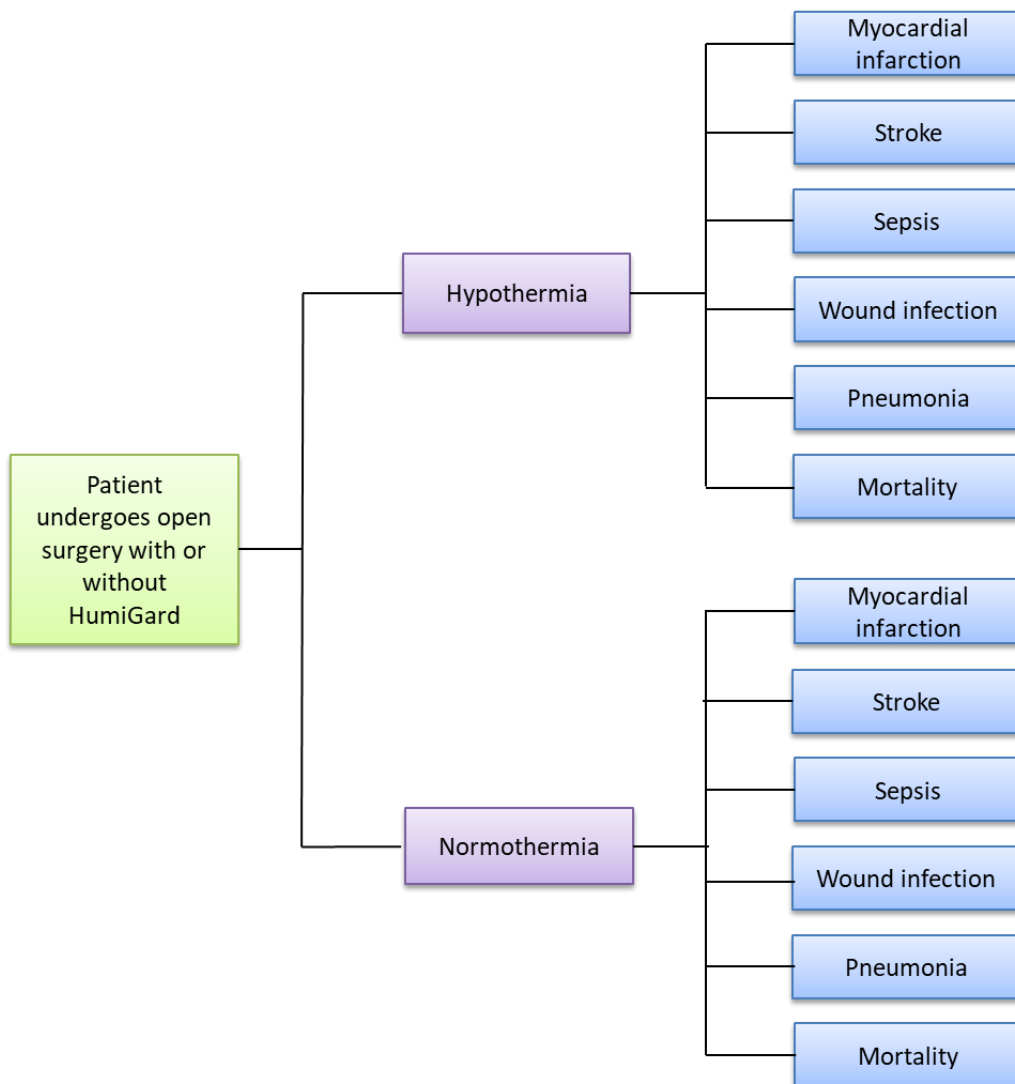 Patient
undergoes open
surgery with or
without
HumiGard
Hypothermia
Myocardial
infarction
Stroke
Sepsis
Wound infection
Pneumonia
Mortality
Normothermia
Myocardial
infarction
Stroke
Sepsis
Wound infection
Pneumonia
Mortality